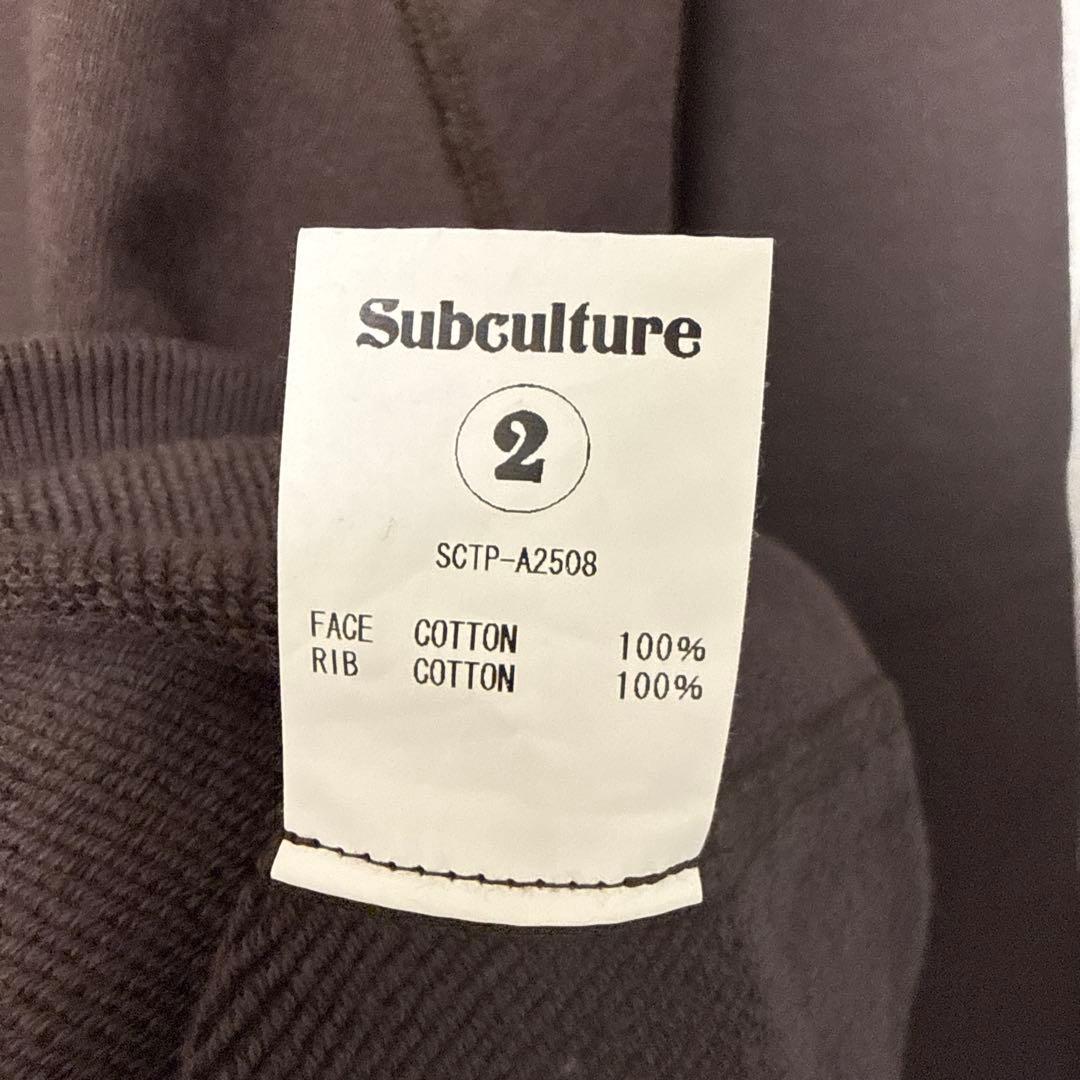 Subculture
2
SCTP-A2508
FACE COTTON 100%
RIB COTTON 100%